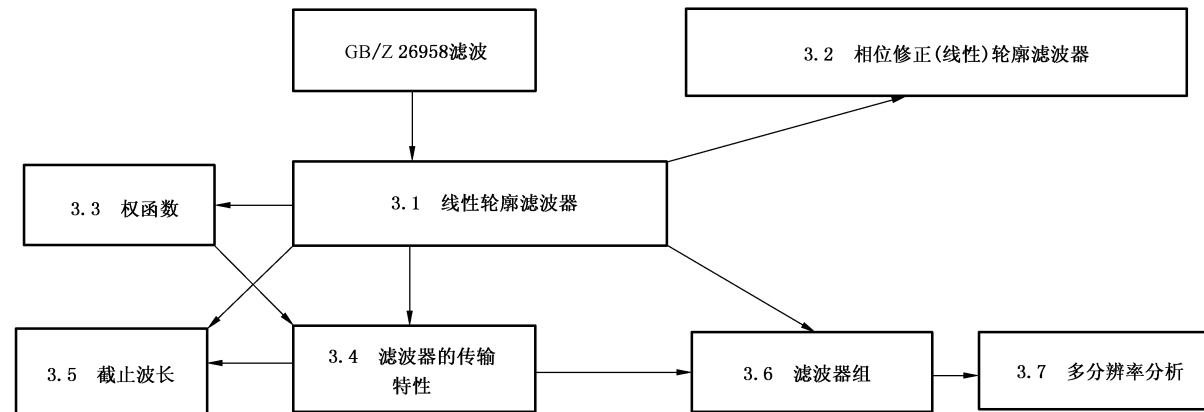 GB/Z 26958滤波
3.2 相位修正(线性)轮廓滤波器
3.3 权函数
3.1 线性轮廓滤波器
3.5 截止波长
3.4 滤波器的传输
特性
3.6 滤波器组
3.7 多分辨率分析